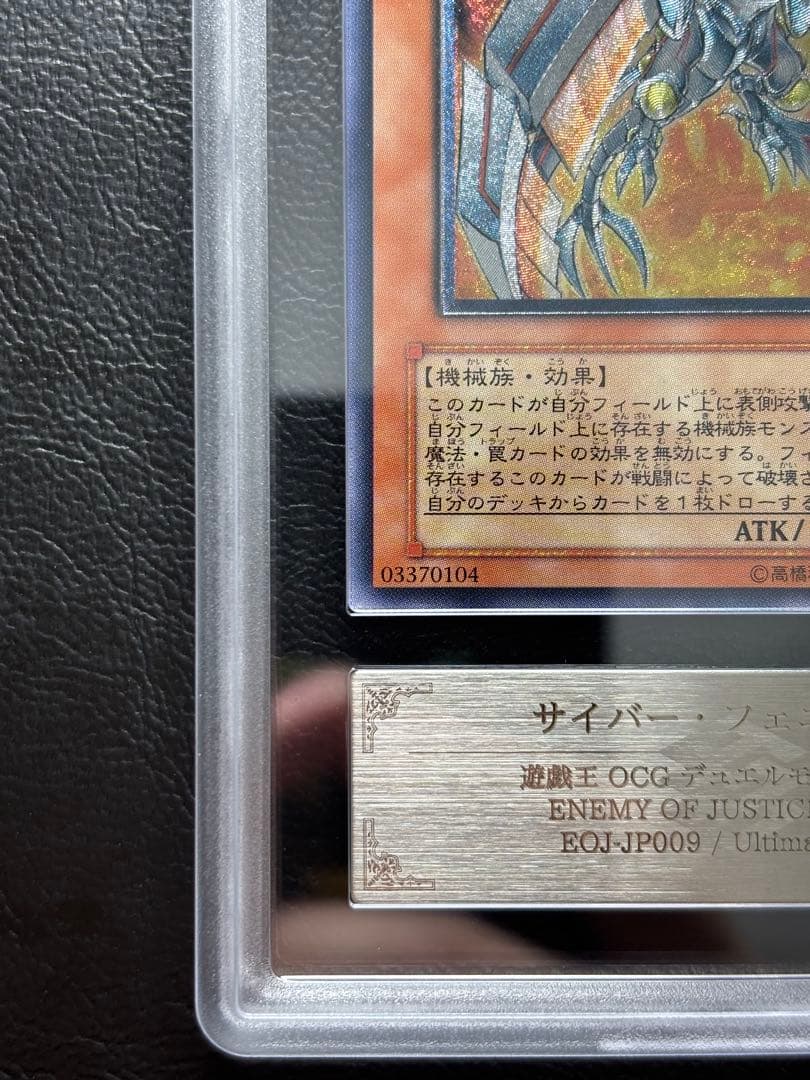 【機械族・効果】
このカードが自分フィールド上に表側攻撃
自分フィールド上に存在する機械族モンス
魔法・罠カードの効果を無効にする。フィ
存在するこのカードが戦闘によって破壊さ
自分のデッキからカードを1枚ドローする
ATK/
03370104
©高橋
サイバー・フェ
遊戯王 OCG デュエルモ
ENEMY OF JUSTIC
EOJ-JP009 / Ultima